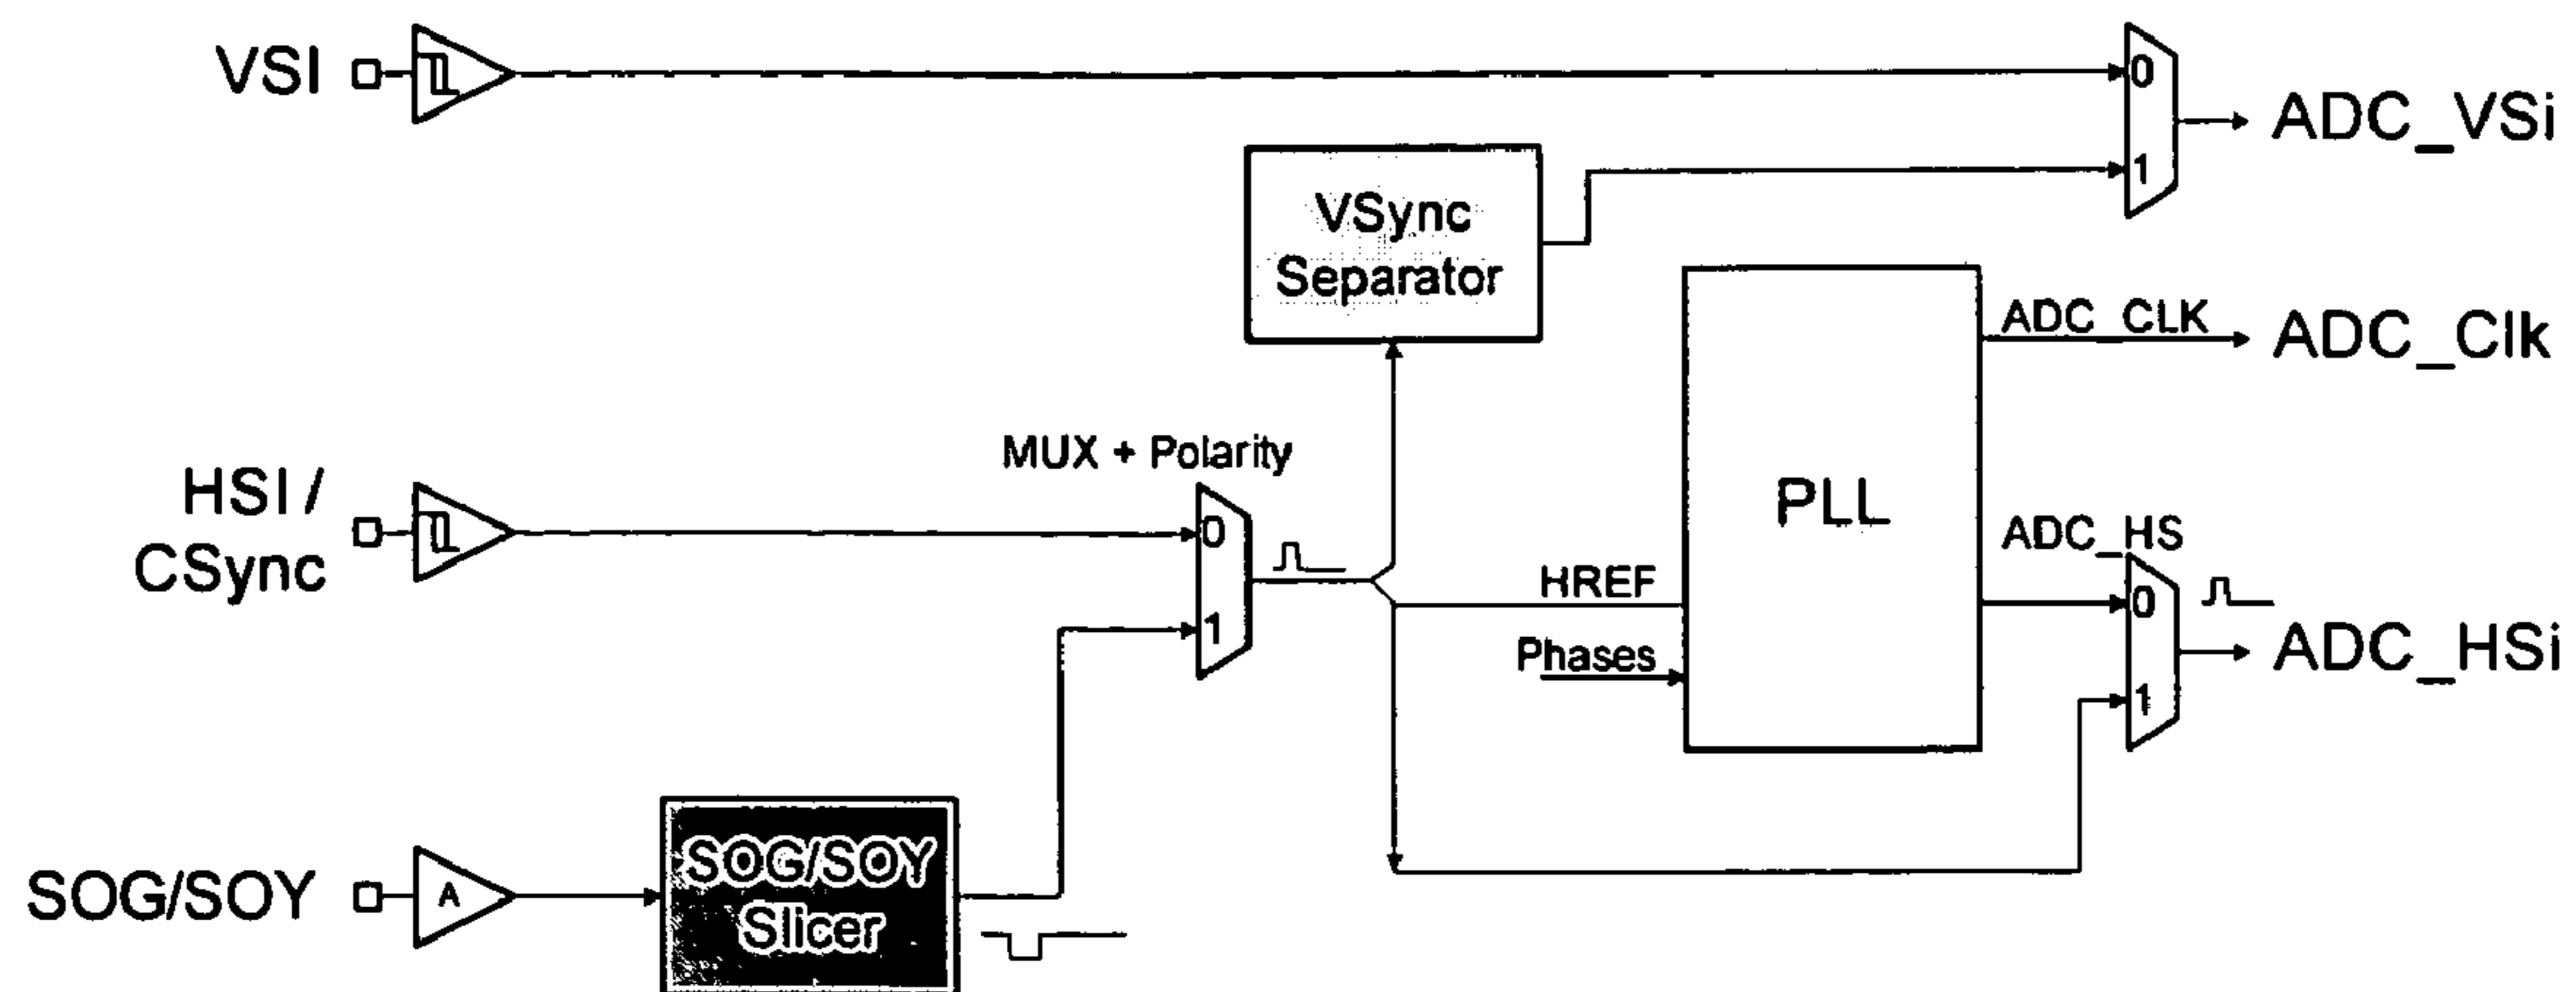 VSI
0
ADC_VSi
1
VSync
Separator
ADC_CLK
ADC_Clk
MUX + Polarity
HSI /
CSync
0
PLL
ADC_HS
HREF
0
1
Phases
ADC_HSi
1
SOG/SOY
A
SOG/SOY
Slicer